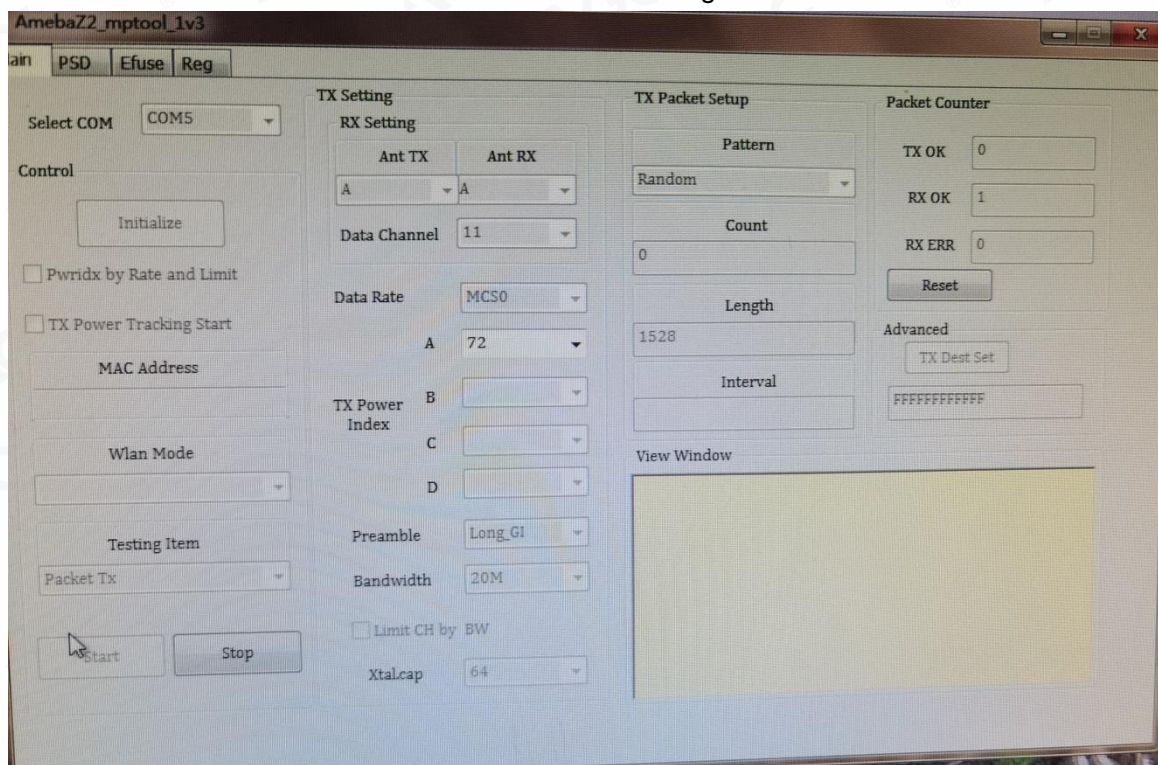 AmebaZ2_mptool_1v3
ain PSD Efuse Reg
Select COM COM5
Control
Initialize
Pwridx by Rate and Limit
TX Power Tracking Start
MAC Address
Wlan Mode
Testing Item
Packet Tx
Start Stop
TX Setting
RX Setting
Ant TX Ant RX
A A
Data Channel 11
Data Rate MCS0
TX Power Index
A 72
B
C
D
Preamble Long_GI
Bandwidth 20M
Limit CH by BW
Xtal.cap 64
TX Packet Setup
Pattern
Random
Count
0
Length
1528
Interval
Packet Counter
TX OK 0
RX OK 1
RX ERR 0
Reset
Advanced
TX Dest Set
FFFFFFFFFFFF
View Window